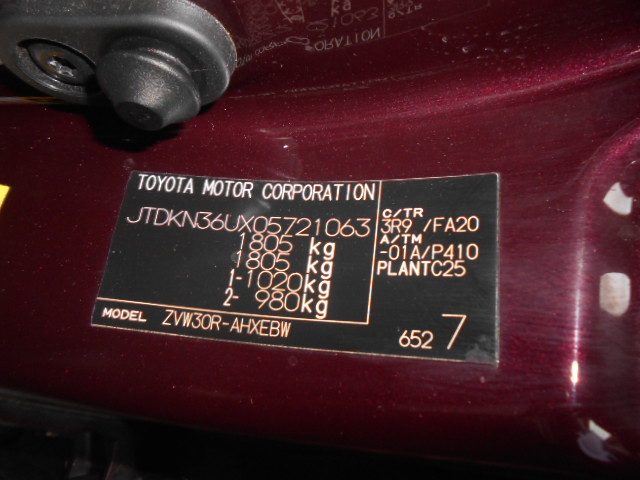 TOYOTA MOTOR CORPORATION
JTDKN36UX05721063
1805 kg
1805 kg
1- 1020kg
2- 980kg
MODEL ZVW30R-AHXEBW
C/TR
3R9 /FA20
A/TM
-01A/P410
PLANTC25
652 7